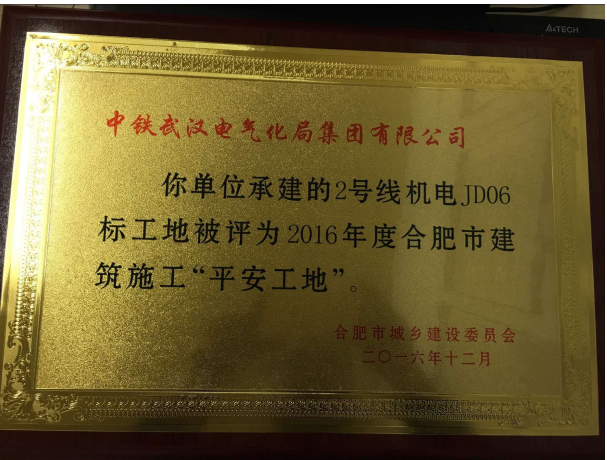 A4TECH
中铁武汉电气化局集团有限公司
你单位承建的2号线机电JD06
标工地被评为2016年度合肥市建
筑施工“平安工地”。
合肥市城乡建设委员会
二〇一六年十二月